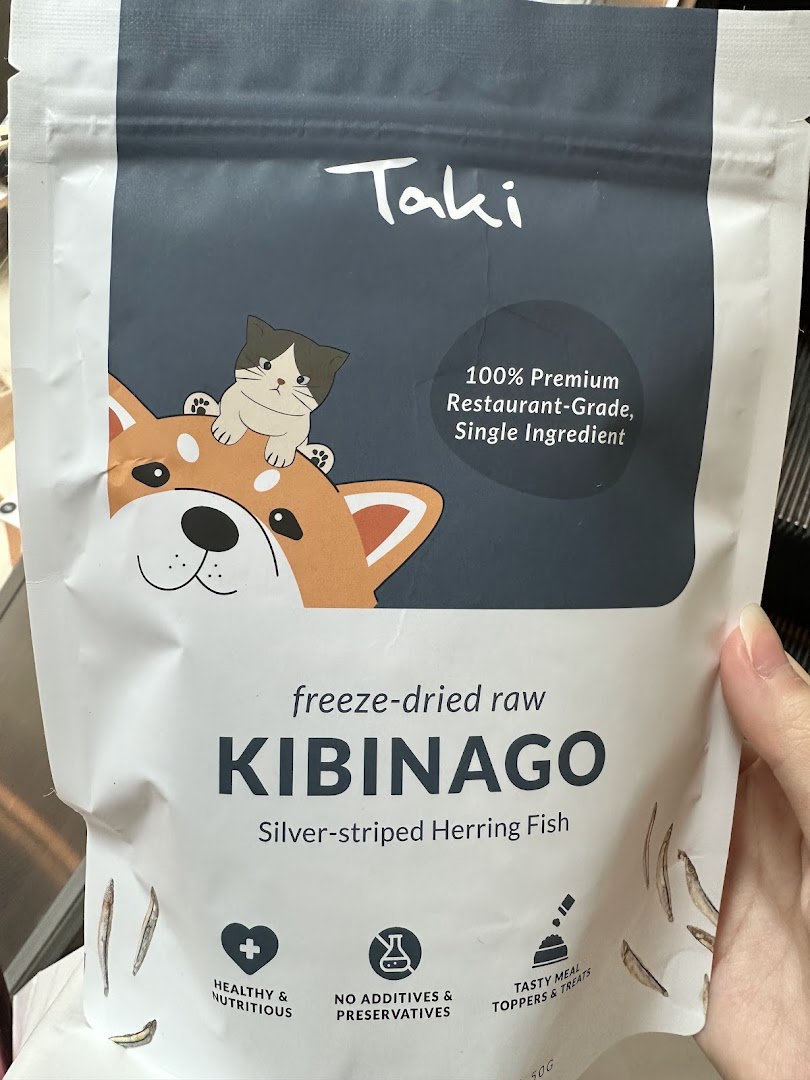 Taki
100% Premium
Restaurant-Grade,
Single Ingredient
freeze-dried raw
KIBINAGO
Silver-striped Herring Fish
HEALTHY &
NUTRITIOUS
NO ADDITIVES &
PRESERVATIVES
TASTY MEAL
TOPPERS & TREATS
50G